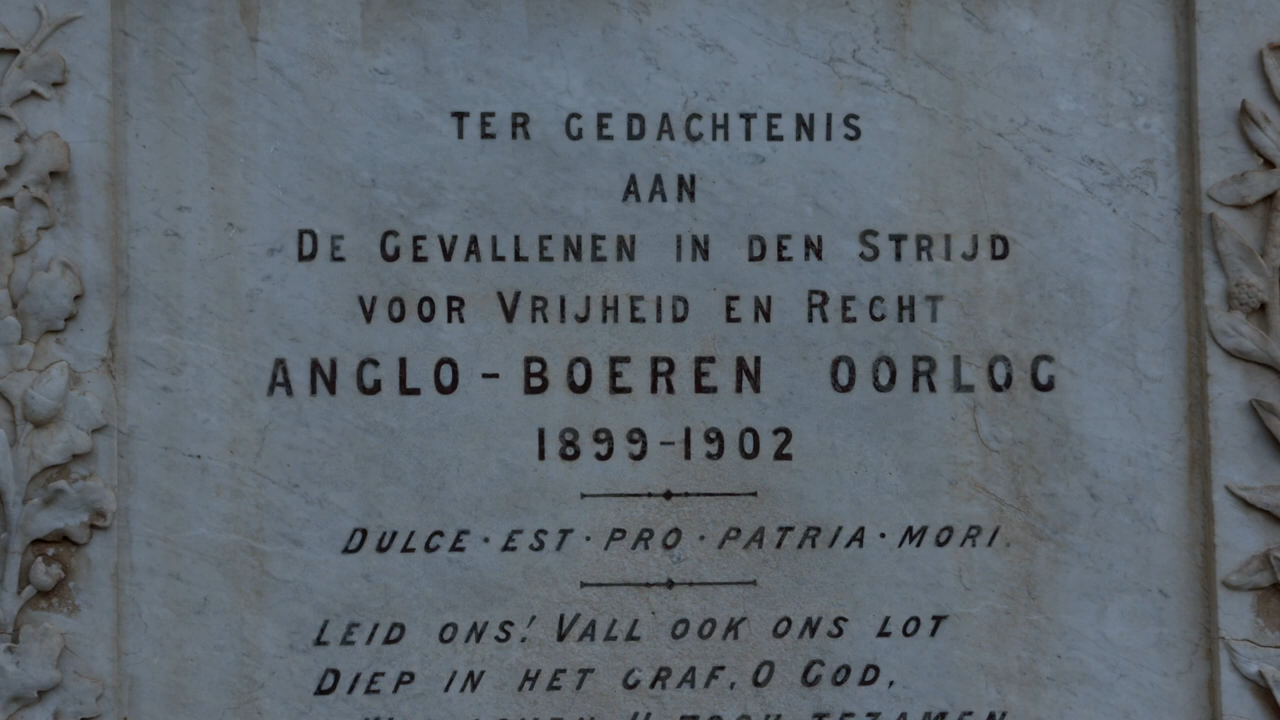 TER GEDACHTENIS
AAN
DE GEVALLENEN IN DEN STRIJD
VOOR VRIJHEID EN RECHT
ANGLO-BOEREN OORLOG
1899-1902
DULCE·EST·PRO·PATRIA·MORI.
LEID ONS! VALL OOK ONS LOT
DIEP IN HET GRAF, O GOD,
TEZAMEN